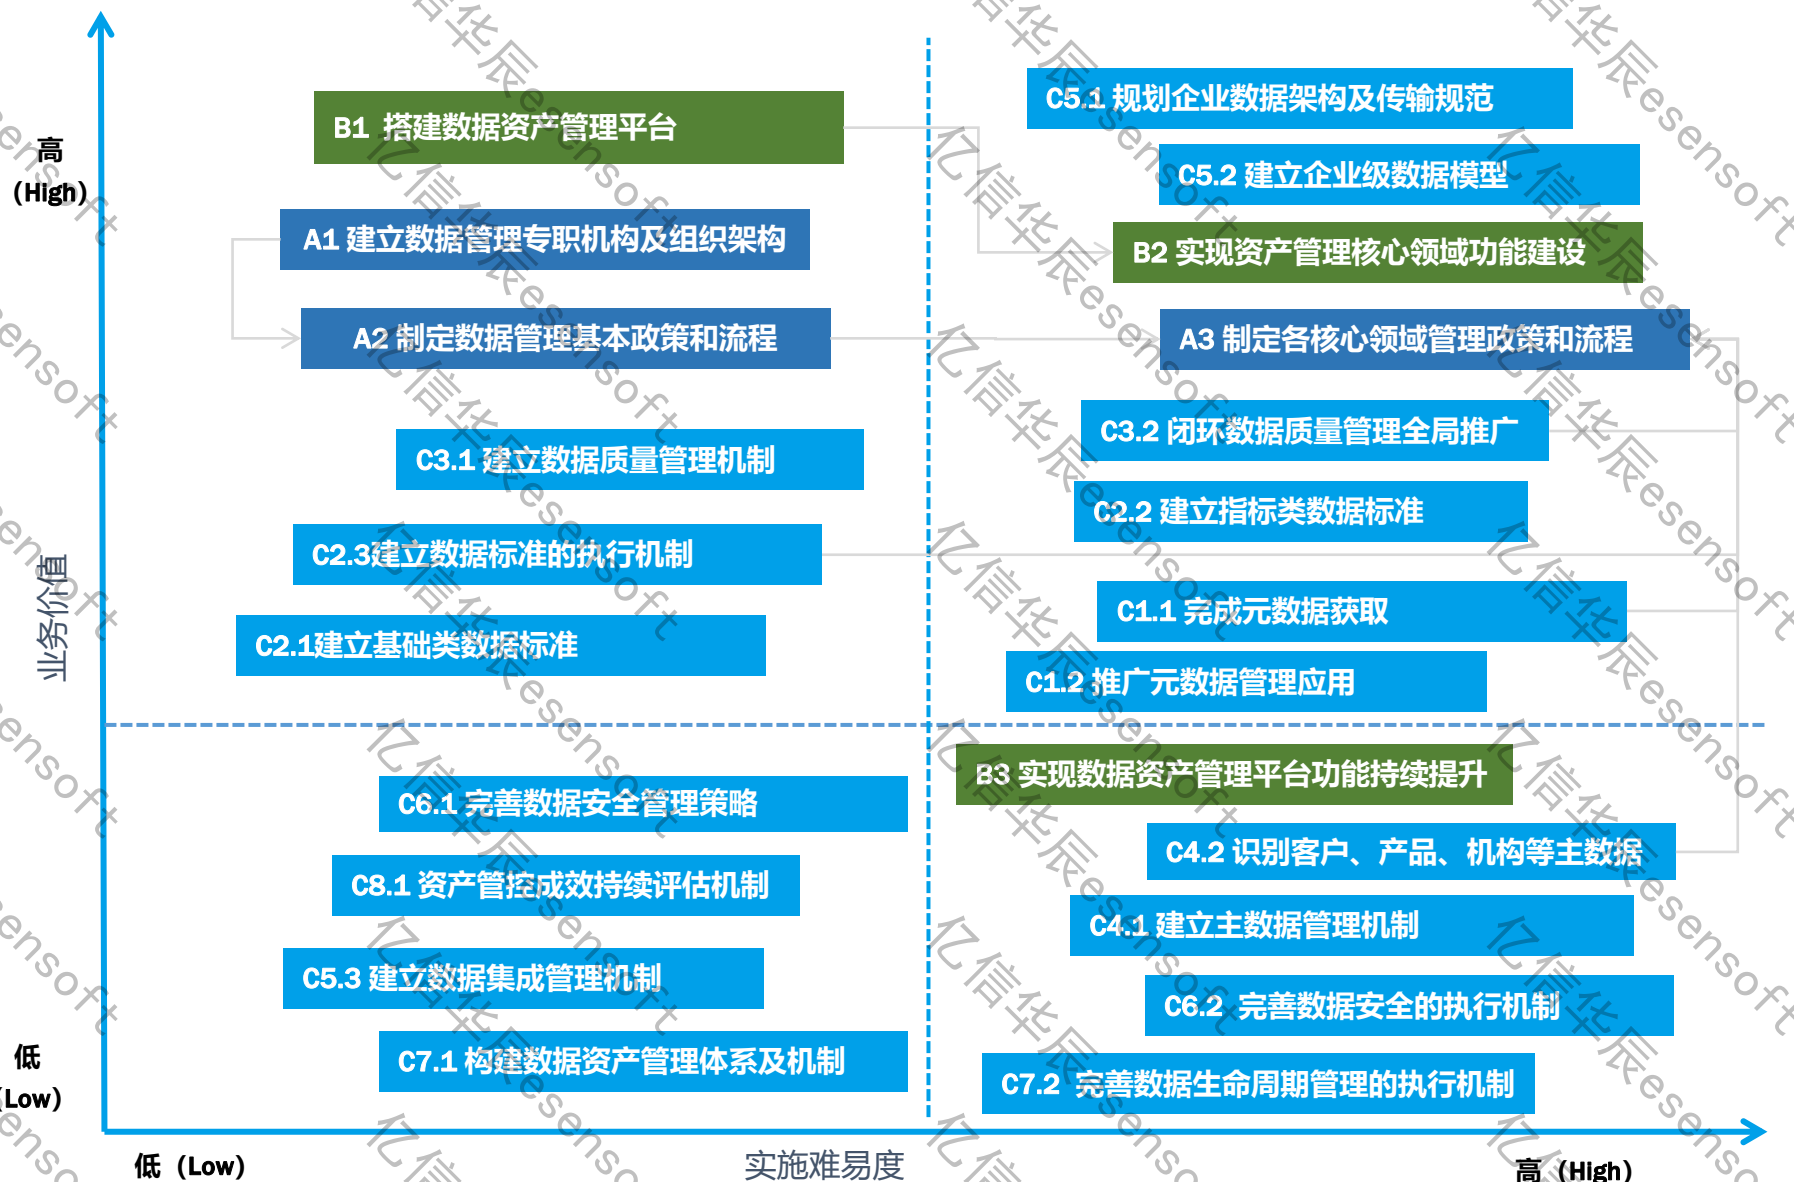 高
（High）
业务价值
低
（Low）
B1 搭建数据资产管理平台
A1 建立数据管理专职机构及组织架构
A2 制定数据管理基本政策和流程
C3.1 建立数据质量管理机制
C2.3建立数据标准的执行机制
C2.1建立基础类数据标准
C5.1 规划企业数据架构及传输规范
C5.2 建立企业级数据模型
B2 实现资产管理核心领域功能建设
A3 制定各核心领域管理政策和流程
C3.2 闭环数据质量管理全局推广
C2.2 建立指标类数据标准
C1.1 完成元数据获取
C1.2 推广元数据管理应用
C6.1 完善数据安全管理策略
C8.1 资产管控成效持续评估机制
C5.3 建立数据集成管理机制
C7.1 构建数据资产管理体系及机制
B3 实现数据资产管理平台功能持续提升
C4.2 识别客户、产品、机构等主数据
C4.1 建立主数据管理机制
C6.2 完善数据安全的执行机制
C7.2 完善数据生命周期管理的执行机制
低（Low）
实施难易度
高（High）
亿信华辰esensoft